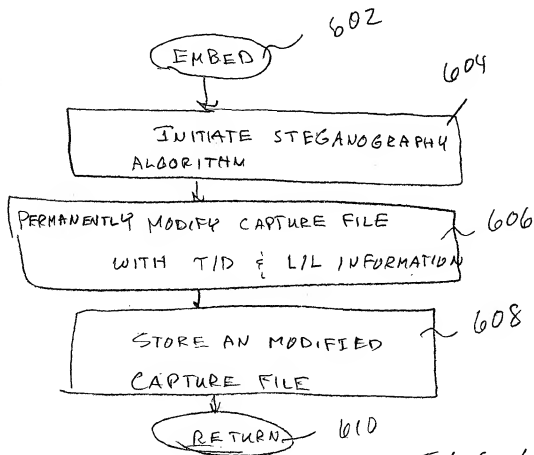 602
EMBED
604
INITIATE STEGANOGRAPHY
ALGORITHM
PERMANENTLY MODIFY CAPTURE FILE
606
WITH T/D & L/L INFORMATION
608
STORE AN MODIFIED
CAPTURE FILE
RETURN
610